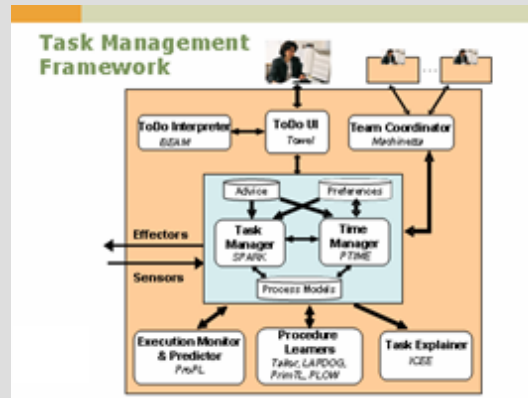 Task Management
Framework
...
ToDo Interpreter
BEAM
ToDo UI
Towel
Team Coordinator
Machinetta
Advice
Preferences
Task
Manager
SPARK
Time
Manager
PTIME
Effectors
Sensors
Process Models
Execution Monitor
& Predictor
ProPL
Procedure
Learners
Tailor, LAPDOG,
PrimTL, PLOW
Task Explainer
ICEE